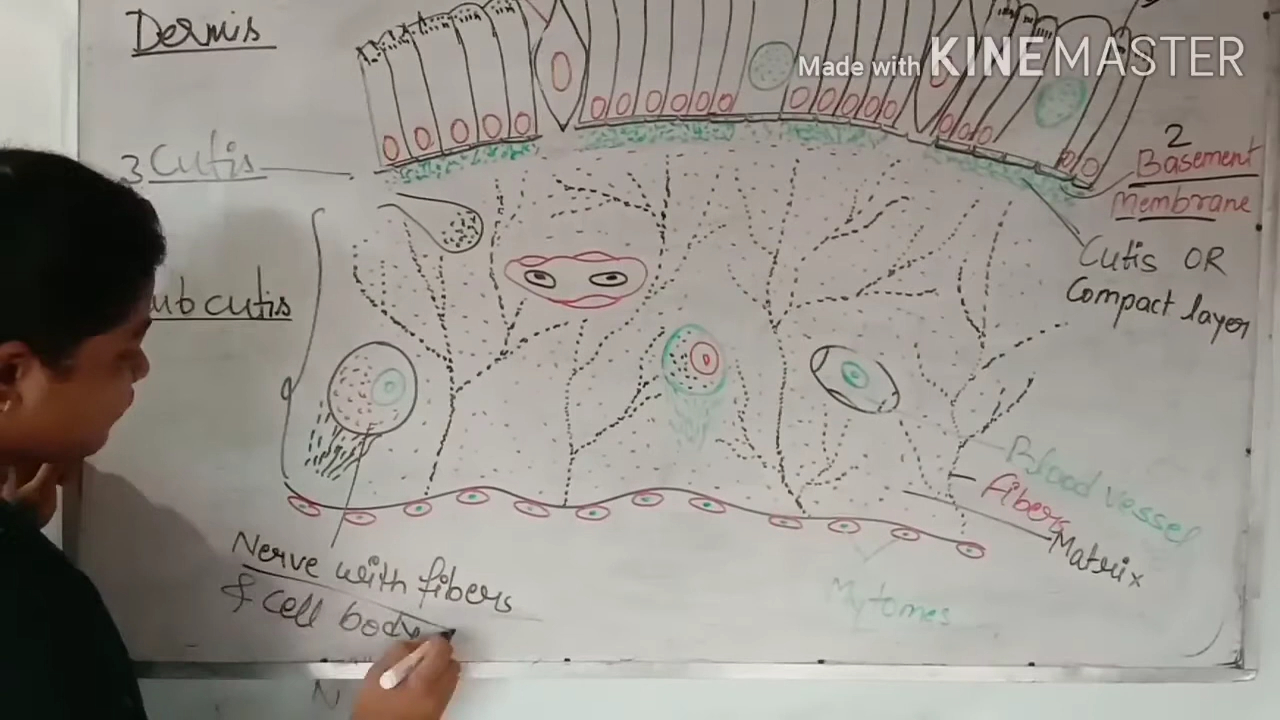 Dermis
Made with KINEMASTER
3 Cutis
2
Basement
Membrane
Cutis OR
Compact layer
ubcutis
Blood vessel
fibers
Matrix
Mytomes
Nerve with fibers
& cell body
N